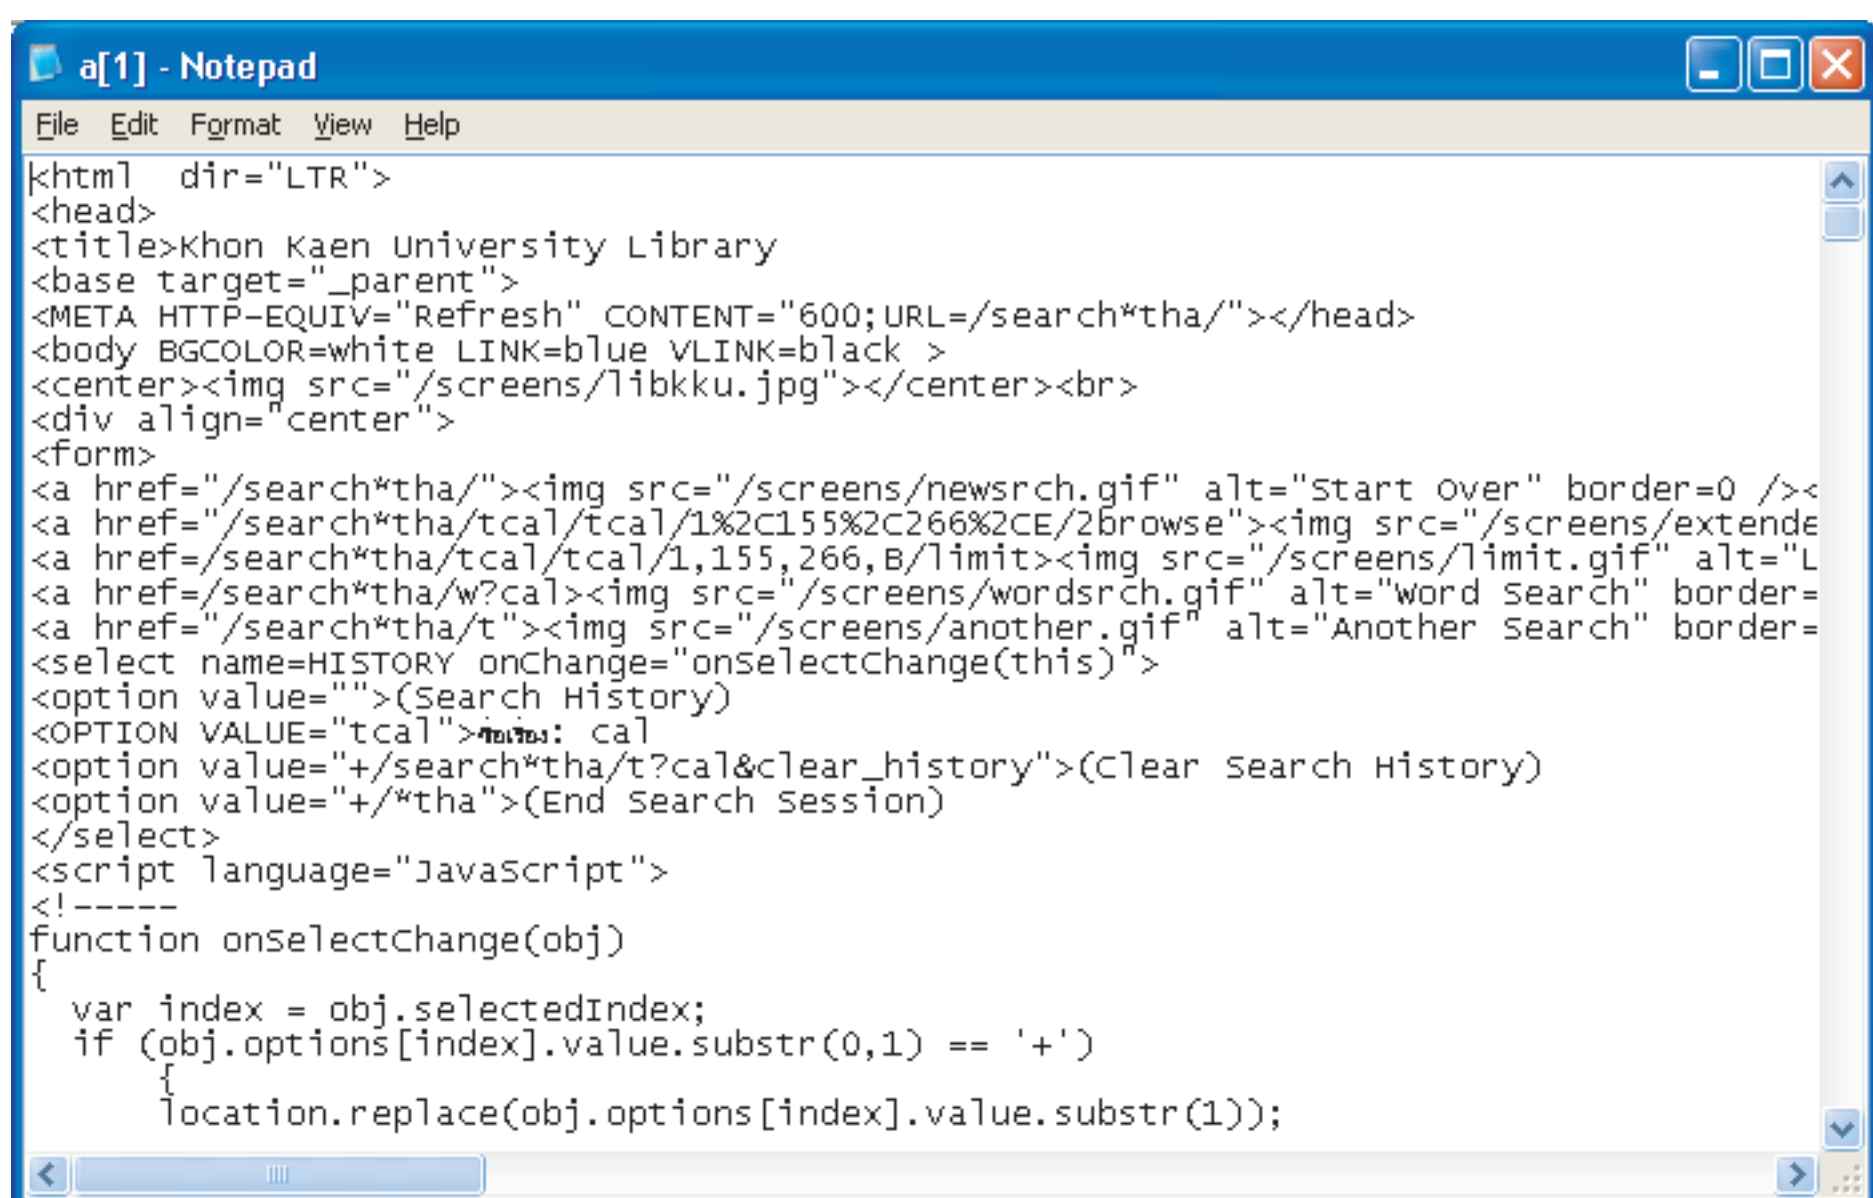 a[1] - Notepad
File Edit Format View Help
<html  dir="LTR">
<head>
<title>Khon Kaen University Library
<base target="_parent">
<META HTTP-EQUIV="Refresh" CONTENT="600;URL=/search*tha/"></head>
<body BGCOLOR=white LINK=blue VLINK=black >
<center><img src="/screens/libkku.jpg"></center><br>
<div align="center">
<form>
<a href="/search*tha/"><img src="/screens/newsrch.gif" alt="Start Over" border=0 /><
<a href="/search*tha/tcal/tcal/1%2C155%2C266%2CE/2browse"><img src="/screens/extende
<a href=/search*tha/tcal/tcal/1,155,266,B/limit><img src="/screens/limit.gif" alt="L
<a href=/search*tha/w?cal><img src="/screens/wordsrch.gif" alt="Word Search" border=
<a href="/search*tha/t"><img src="/screens/another.gif" alt="Another Search" border=
<select name=HISTORY onChange="onSelectChange(this)">
<option value="">(Search History)
<OPTION VALUE="tcal">ชื่อเรื่อง: cal
<option value="+/search*tha/t?cal&clear_history">(Clear Search History)
<option value="+/*tha">(End Search Session)
</select>
<script language="JavaScript">
<!-----
function onSelectChange(obj)
{
  var index = obj.selectedIndex;
  if (obj.options[index].value.substr(0,1) == '+')
      {
      location.replace(obj.options[index].value.substr(1));